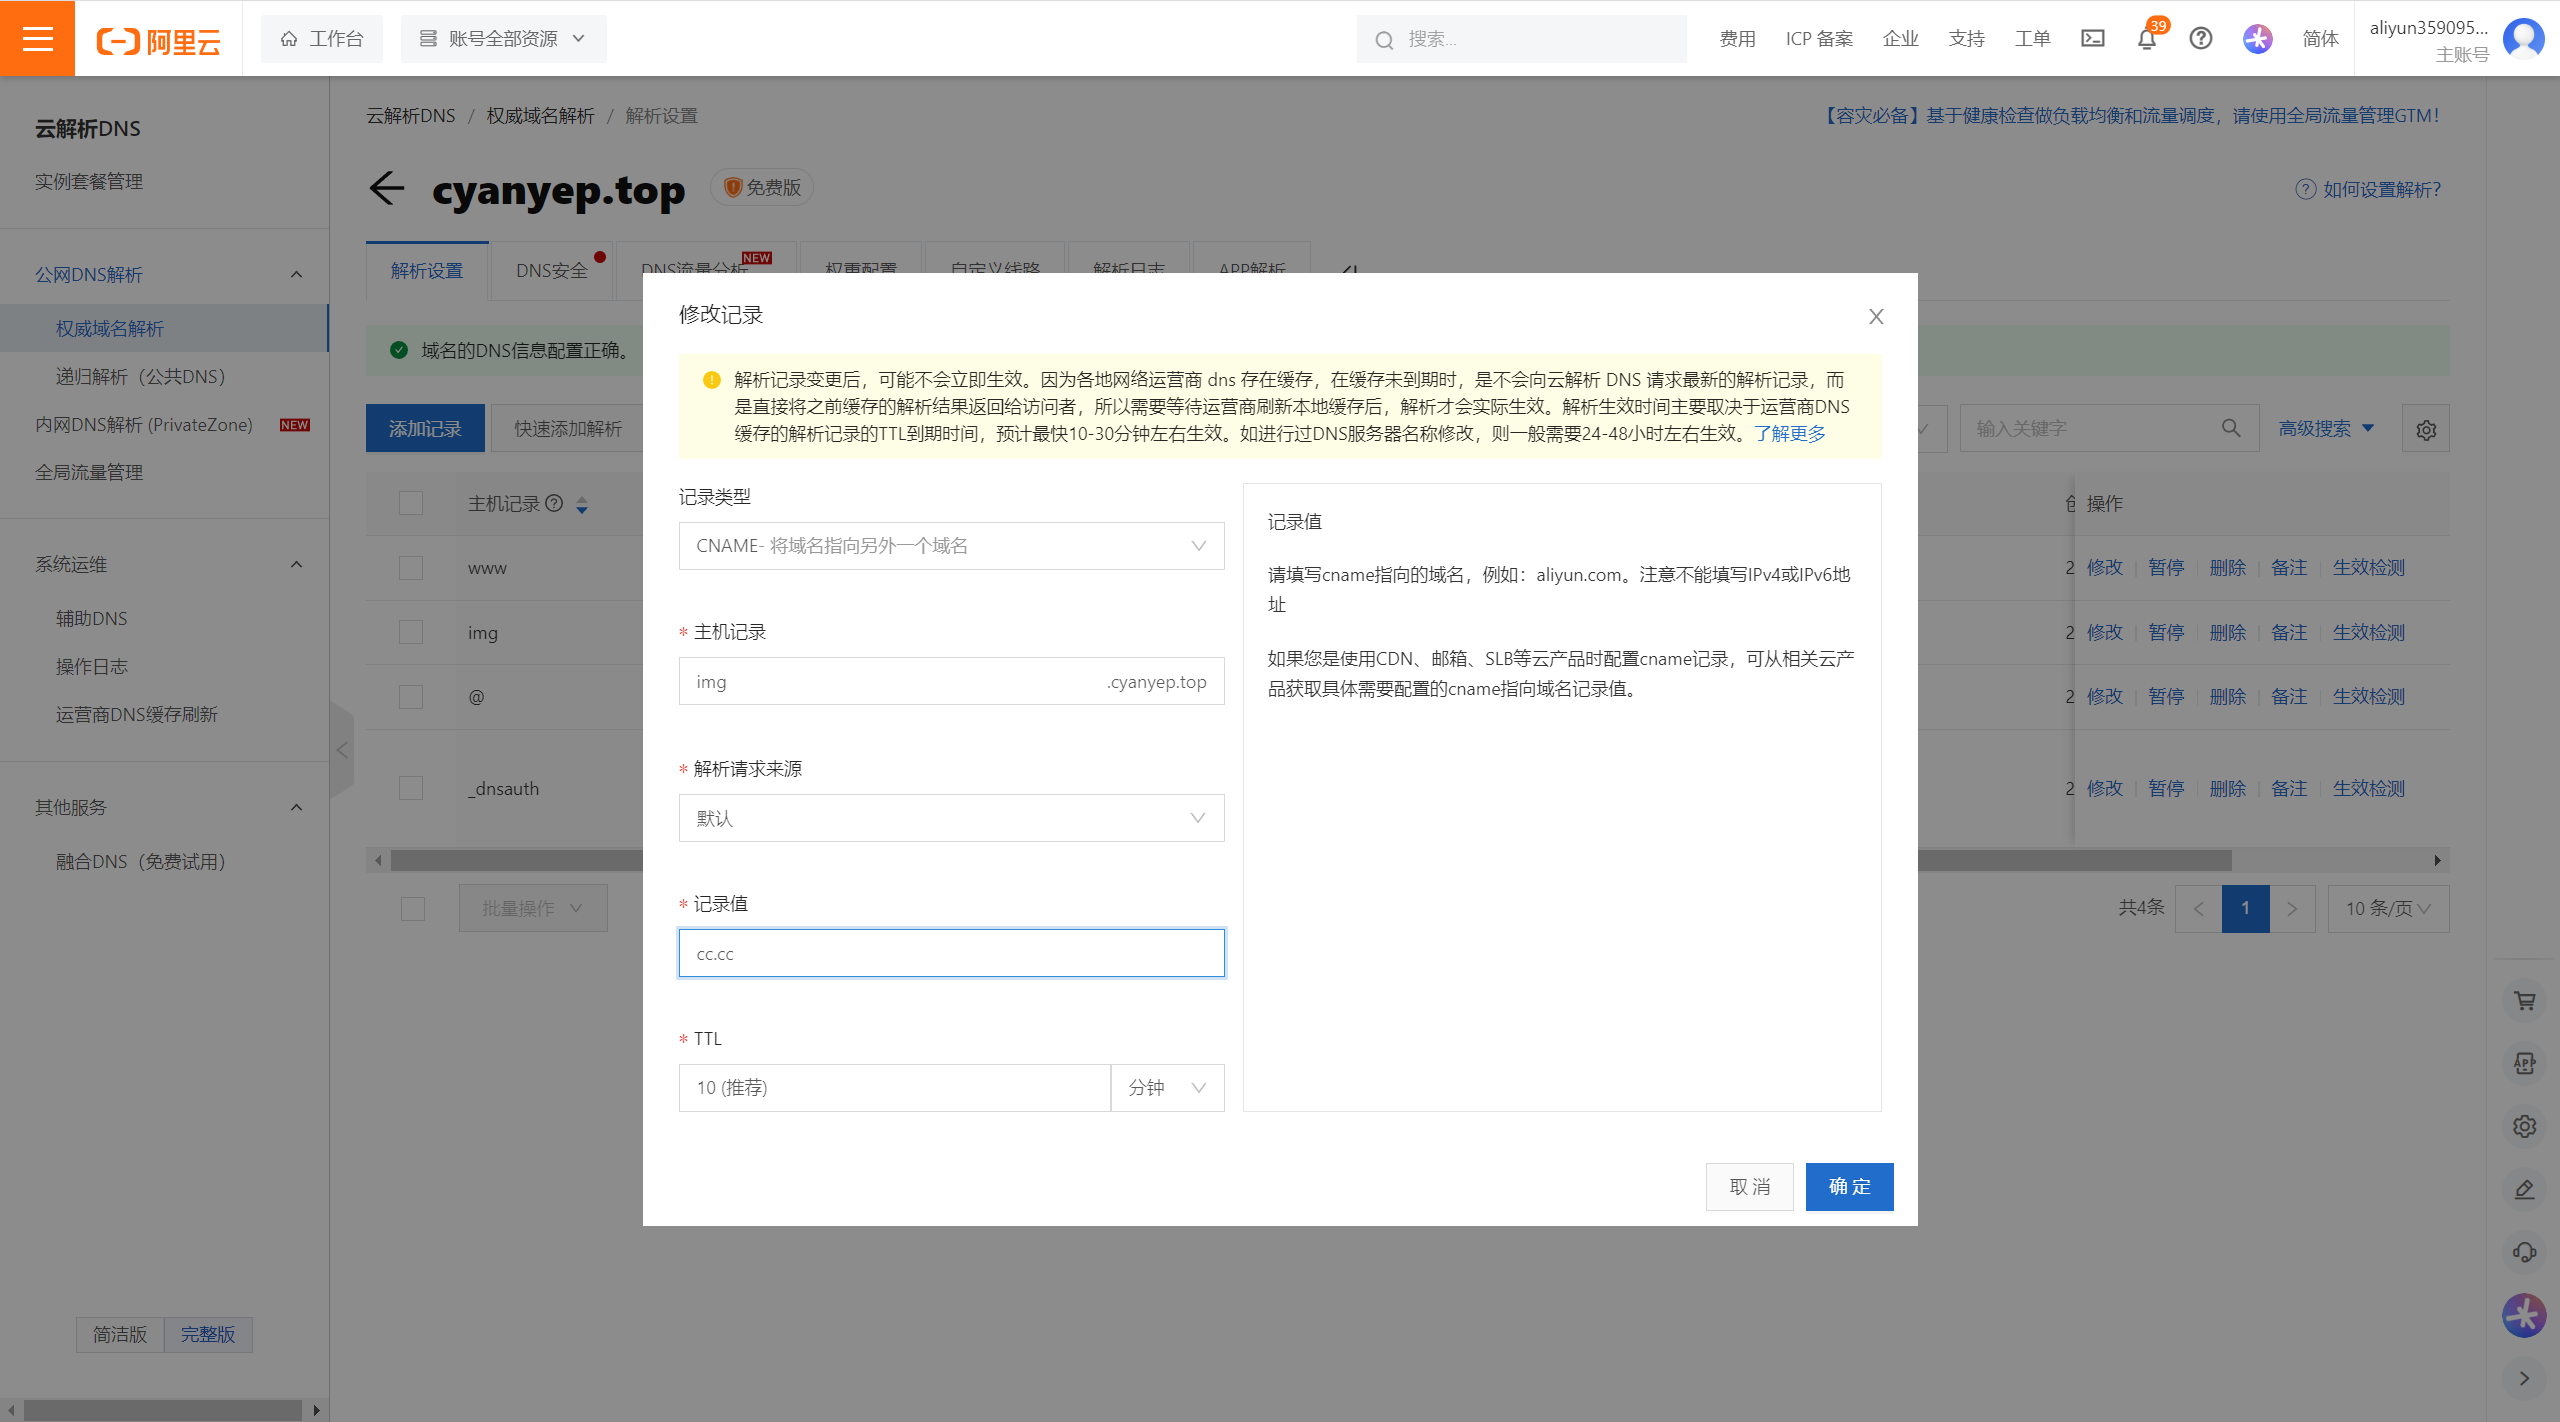 阿里云
工作台
账号全部资源
搜索...
费用
ICP 备案
企业
支持
工单
39
简体
aliyun359095...
主账号
云解析DNS
实例套餐管理
公网DNS解析
权威域名解析
递归解析（公共DNS）
内网DNS解析 (PrivateZone)
NEW
全局流量管理
系统运维
辅助DNS
操作日志
运营商DNS缓存刷新
其他服务
融合DNS（免费试用）
简洁版
完整版
云解析DNS / 权威域名解析 / 解析设置
【容灾必备】基于健康检查做负载均衡和流量调度，请使用全局流量管理GTM！
cyanyep.top
免费版
如何设置解析?
解析设置
DNS安全
DNS流量分析
NEW
权重配置
自定义线路
解析日志
APP解析
域名的DNS信息配置正确。
添加记录
快速添加解析
输入关键字
高级搜索
主机记录
操作
www
2 修改 暂停 删除 备注 生效检测
img
2 修改 暂停 删除 备注 生效检测
@
2 修改 暂停 删除 备注 生效检测
_dnsauth
2 修改 暂停 删除 备注 生效检测
批量操作
共4条
1
10 条/页
修改记录
解析记录变更后，可能不会立即生效。因为各地网络运营商 dns 存在缓存，在缓存未到期时，是不会向云解析 DNS 请求最新的解析记录，而
是直接将之前缓存的解析结果返回给访问者，所以需要等待运营商刷新本地缓存后，解析才会实际生效。解析生效时间主要取决于运营商DNS
缓存的解析记录的TTL到期时间，预计最快10-30分钟左右生效。如进行过DNS服务器名称修改，则一般需要24-48小时左右生效。了解更多
记录类型
CNAME- 将域名指向另外一个域名
* 主机记录
img
.cyanyep.top
* 解析请求来源
默认
* 记录值
cc.cc
* TTL
10 (推荐)
分钟
记录值
请填写cname指向的域名，例如：aliyun.com。注意不能填写IPv4或IPv6地
址
如果您是使用CDN、邮箱、SLB等云产品时配置cname记录，可从相关云产
品获取具体需要配置的cname指向域名记录值。
取 消
确 定
APP